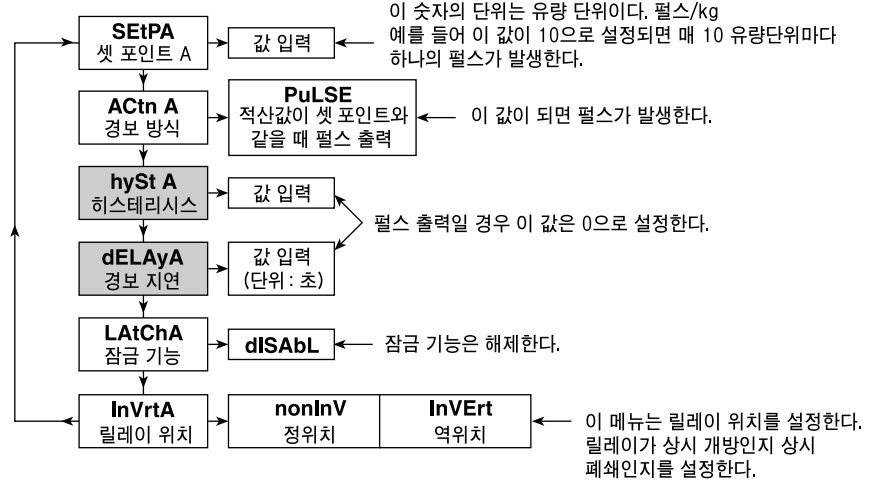 SEtPA
셋 포인트 A
값 입력
이 숫자의 단위는 유량 단위이다. 펄스/kg
예를 들어 이 값이 10으로 설정되면 매 10 유량단위마다
하나의 펄스가 발생한다.
ACtn A
경보 방식
PuLSE
적산값이 셋 포인트와
같을 때 펄스 출력
이 값이 되면 펄스가 발생한다.
hySt A
히스테리시스
값 입력
펄스 출력일 경우 이 값은 0으로 설정한다.
dELAyA
경보 지연
값 입력
(단위 : 초)
LAtChA
잠금 기능
dISAbL
잠금 기능은 해제한다.
InVrtA
릴레이 위치
nonInV
정위치
InVErt
역위치
이 메뉴는 릴레이 위치를 설정한다.
릴레이가 상시 개방인지 상시
폐쇄인지를 설정한다.